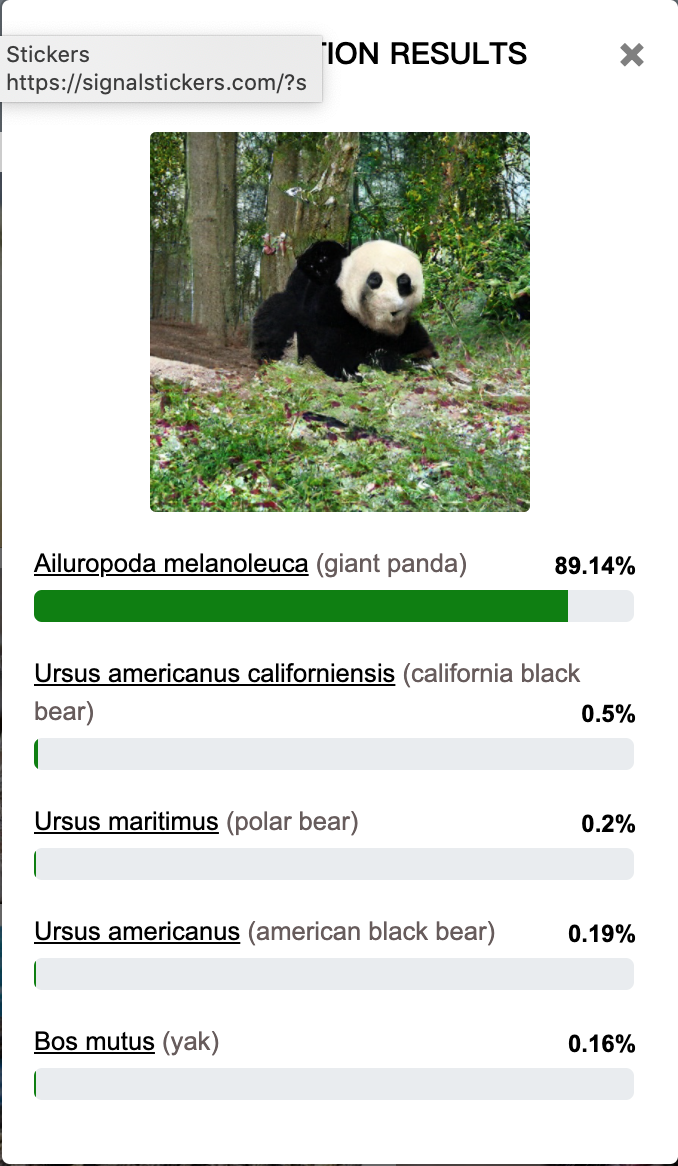 Stickers
https://signalstickers.com/?s
TION RESULTS
Ailuropoda melanoleuca (giant panda) 89.14%
Ursus americanus californiensis (california black
bear) 0.5%
Ursus maritimus (polar bear) 0.2%
Ursus americanus (american black bear) 0.19%
Bos mutus (yak) 0.16%